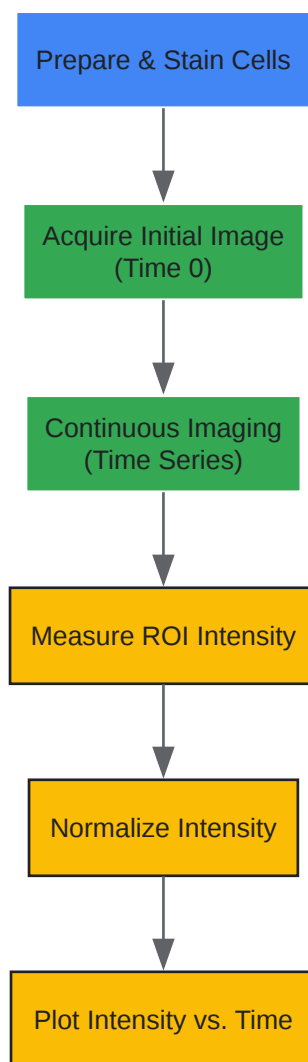 Prepare & Stain Cells
Acquire Initial Image
(Time 0)
Continuous Imaging
(Time Series)
Measure ROI Intensity
Normalize Intensity
Plot Intensity vs. Time